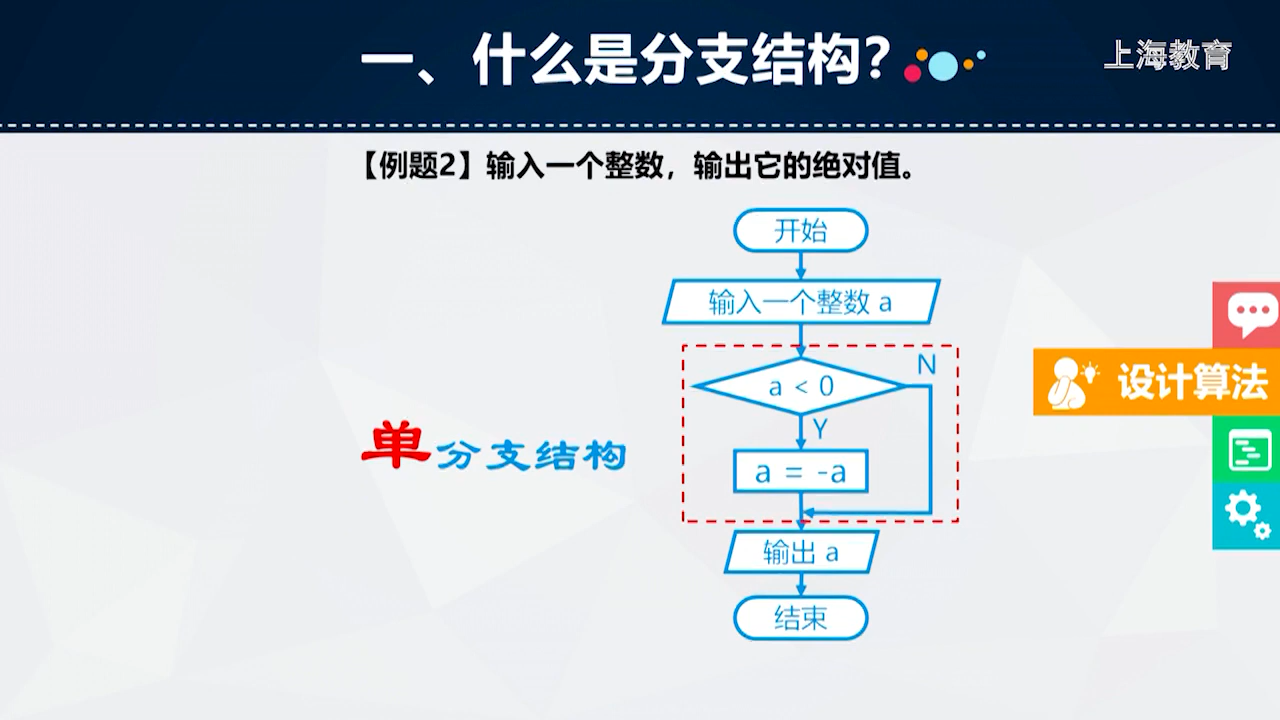 一、什么是分支结构？
上海教育
【例题2】输入一个整数，输出它的绝对值。
开始
输入一个整数 a
N
a < 0
设计算法
Y
单分支结构
a = -a
输出 a
结束